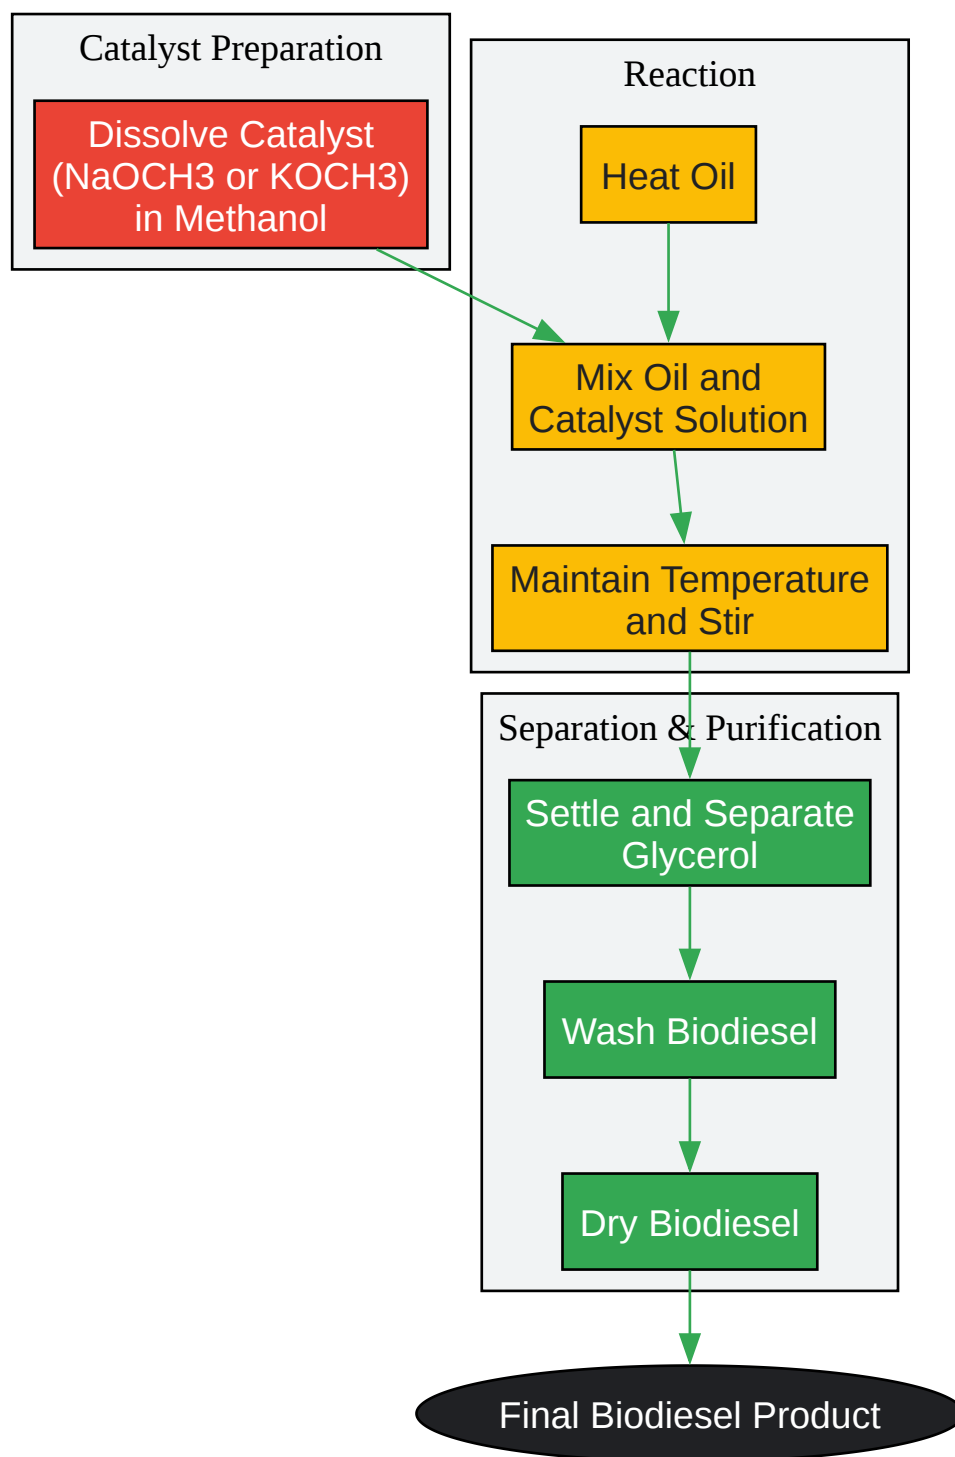 Catalyst Preparation
Dissolve Catalyst
(NaOCH3 or KOCH3)
in Methanol
Reaction
Heat Oil
Mix Oil and
Catalyst Solution
Maintain Temperature
and Stir
Separation & Purification
Settle and Separate
Glycerol
Wash Biodiesel
Dry Biodiesel
Final Biodiesel Product